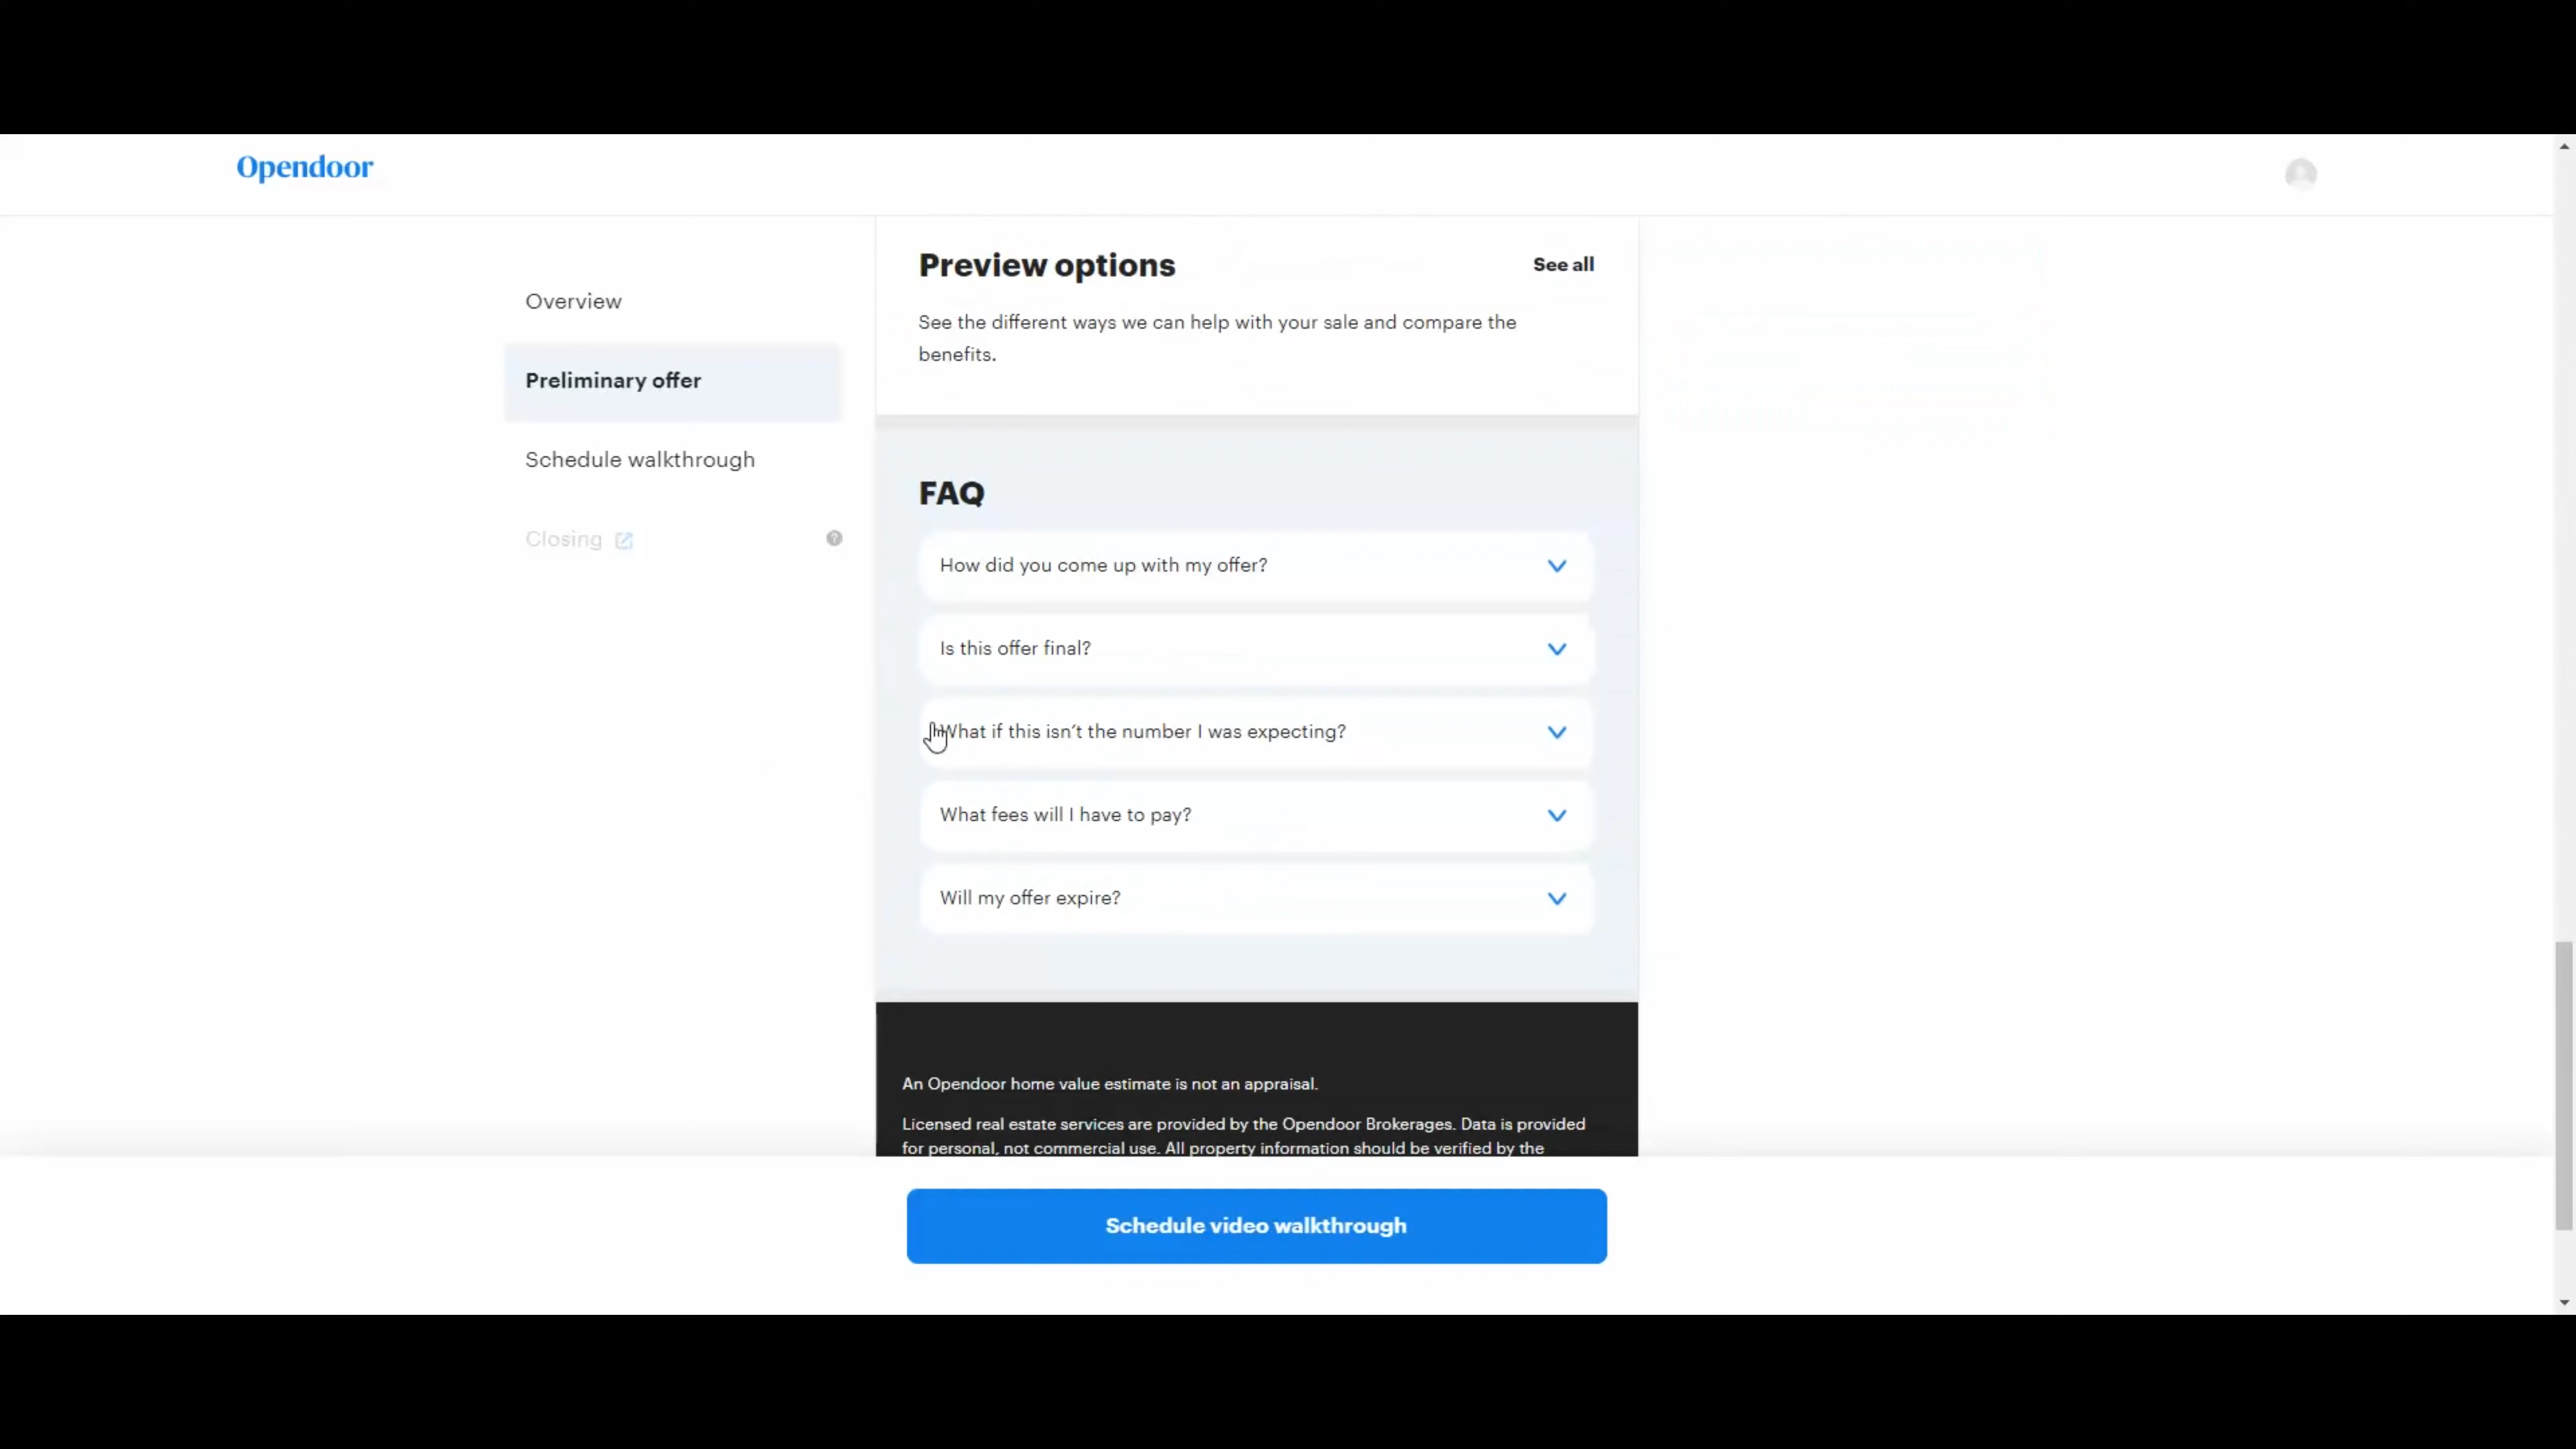 Opendoor
Overview
Preliminary offer
Schedule walkthrough
Closing
Preview options
See all
See the different ways we can help with your sale and compare the
benefits.
FAQ
How did you come up with my offer?
Is this offer final?
What if this isn't the number I was expecting?
What fees will I have to pay?
Will my offer expire?
An Opendoor home value estimate is not an appraisal.
Licensed real estate services are provided by the Opendoor Brokerages. Data is provided
for personal, not commercial use. All property information should be verified by the
Schedule video walkthrough